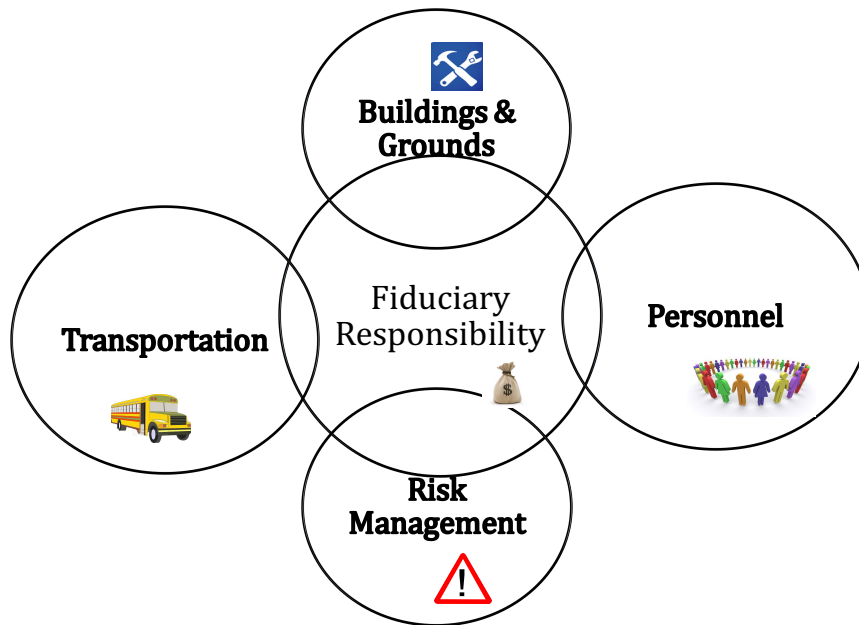 Buildings &
Grounds
Fiduciary
Responsibility
Transportation
Personnel
$
Risk
Management
!